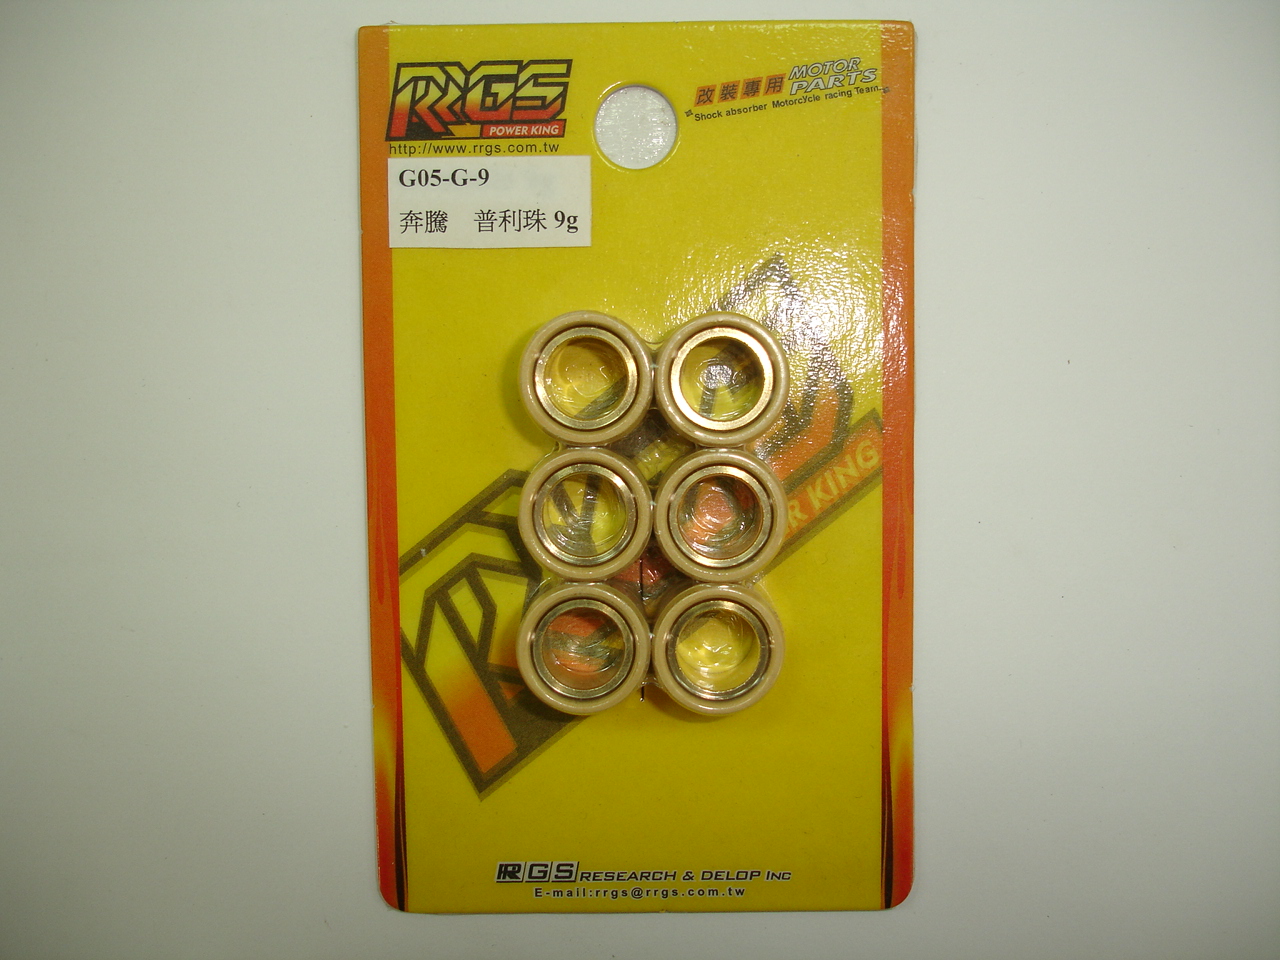 RRGS
POWER KING
http://www.rrgs.com.tw
改裝專用 MOTOR PARTS
Shock absorber MotorcYcle racing Team
G05-G-9
奔騰 普利珠 9g
ER KING
RRGS RESEARCH & DELOP INC
E-mail:rrgs@rrgs.com.tw